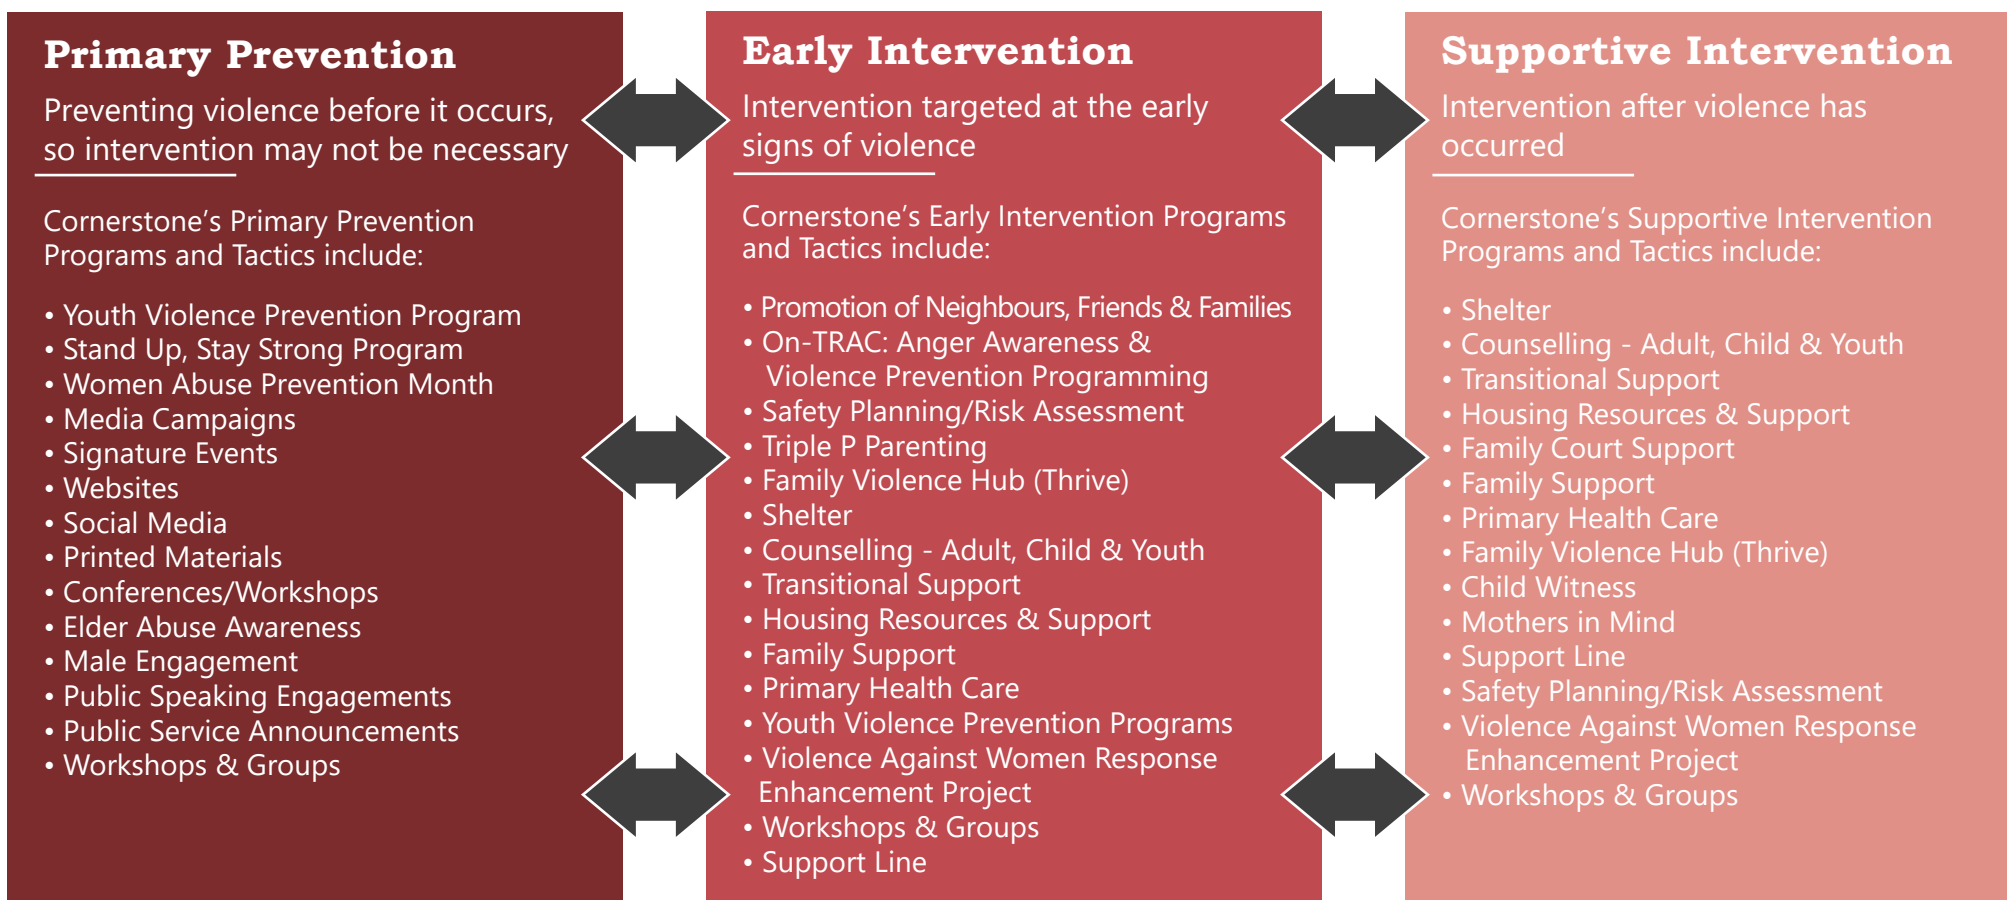 Primary Prevention
Preventing violence before it occurs,
so intervention may not be necessary
Cornerstone’s Primary Prevention
Programs and Tactics include:
• Youth Violence Prevention Program
• Stand Up, Stay Strong Program
• Women Abuse Prevention Month
• Media Campaigns
• Signature Events
• Websites
• Social Media
• Printed Materials
• Conferences/Workshops
• Elder Abuse Awareness
• Male Engagement
• Public Speaking Engagements
• Public Service Announcements
• Workshops & Groups
Early Intervention
Intervention targeted at the early
signs of violence
Cornerstone’s Early Intervention Programs
and Tactics include:
• Promotion of Neighbours, Friends & Families
• On-TRAC: Anger Awareness &
Violence Prevention Programming
• Safety Planning/Risk Assessment
• Triple P Parenting
• Family Violence Hub (Thrive)
• Shelter
• Counselling - Adult, Child & Youth
• Transitional Support
• Housing Resources & Support
• Family Support
• Primary Health Care
• Youth Violence Prevention Programs
• Violence Against Women Response
Enhancement Project
• Workshops & Groups
• Support Line
Supportive Intervention
Intervention after violence has
occurred
Cornerstone’s Supportive Intervention
Programs and Tactics include:
• Shelter
• Counselling - Adult, Child & Youth
• Transitional Support
• Housing Resources & Support
• Family Court Support
• Family Support
• Primary Health Care
• Family Violence Hub (Thrive)
• Child Witness
• Mothers in Mind
• Support Line
• Safety Planning/Risk Assessment
• Violence Against Women Response
Enhancement Project
• Workshops & Groups